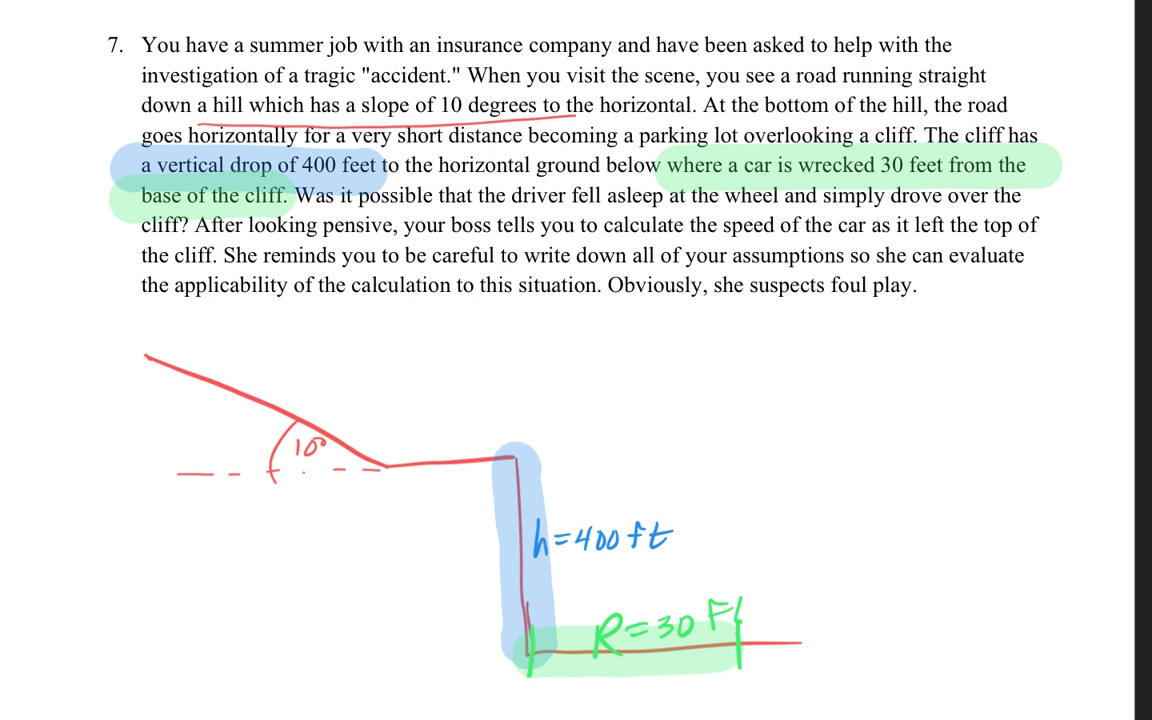 7. You have a summer job with an insurance company and have been asked to help with the
investigation of a tragic "accident." When you visit the scene, you see a road running straight
down a hill which has a slope of 10 degrees to the horizontal. At the bottom of the hill, the road
goes horizontally for a very short distance becoming a parking lot overlooking a cliff. The cliff has
a vertical drop of 400 feet to the horizontal ground below where a car is wrecked 30 feet from the
base of the cliff. Was it possible that the driver fell asleep at the wheel and simply drove over the
cliff? After looking pensive, your boss tells you to calculate the speed of the car as it left the top of
the cliff. She reminds you to be careful to write down all of your assumptions so she can evaluate
the applicability of the calculation to this situation. Obviously, she suspects foul play.
10°
h=400 ft
R=30 Ft